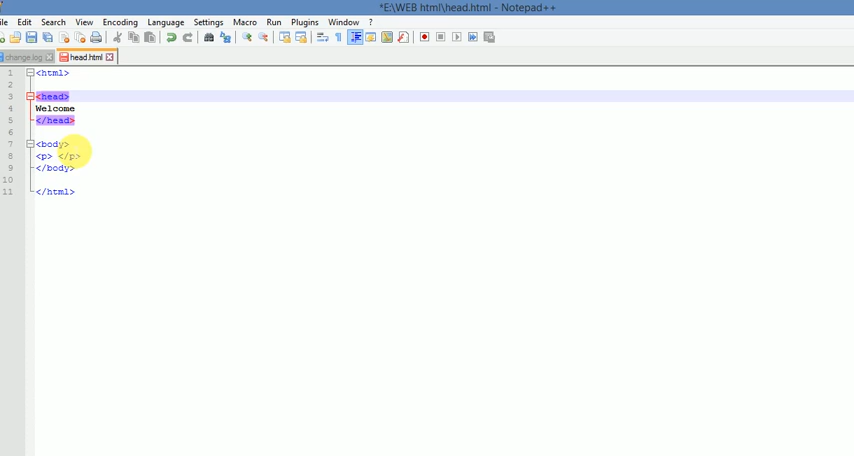 *E:\WEB html\head.html - Notepad++
ile Edit Search View Encoding Language Settings Macro Run Plugins Window ?
change.log head.html
1 <html>
2
3 <head>
4 Welcome
5 </head>
6
7 <body>
8 <p> </p>
9 </body>
10
11 </html>